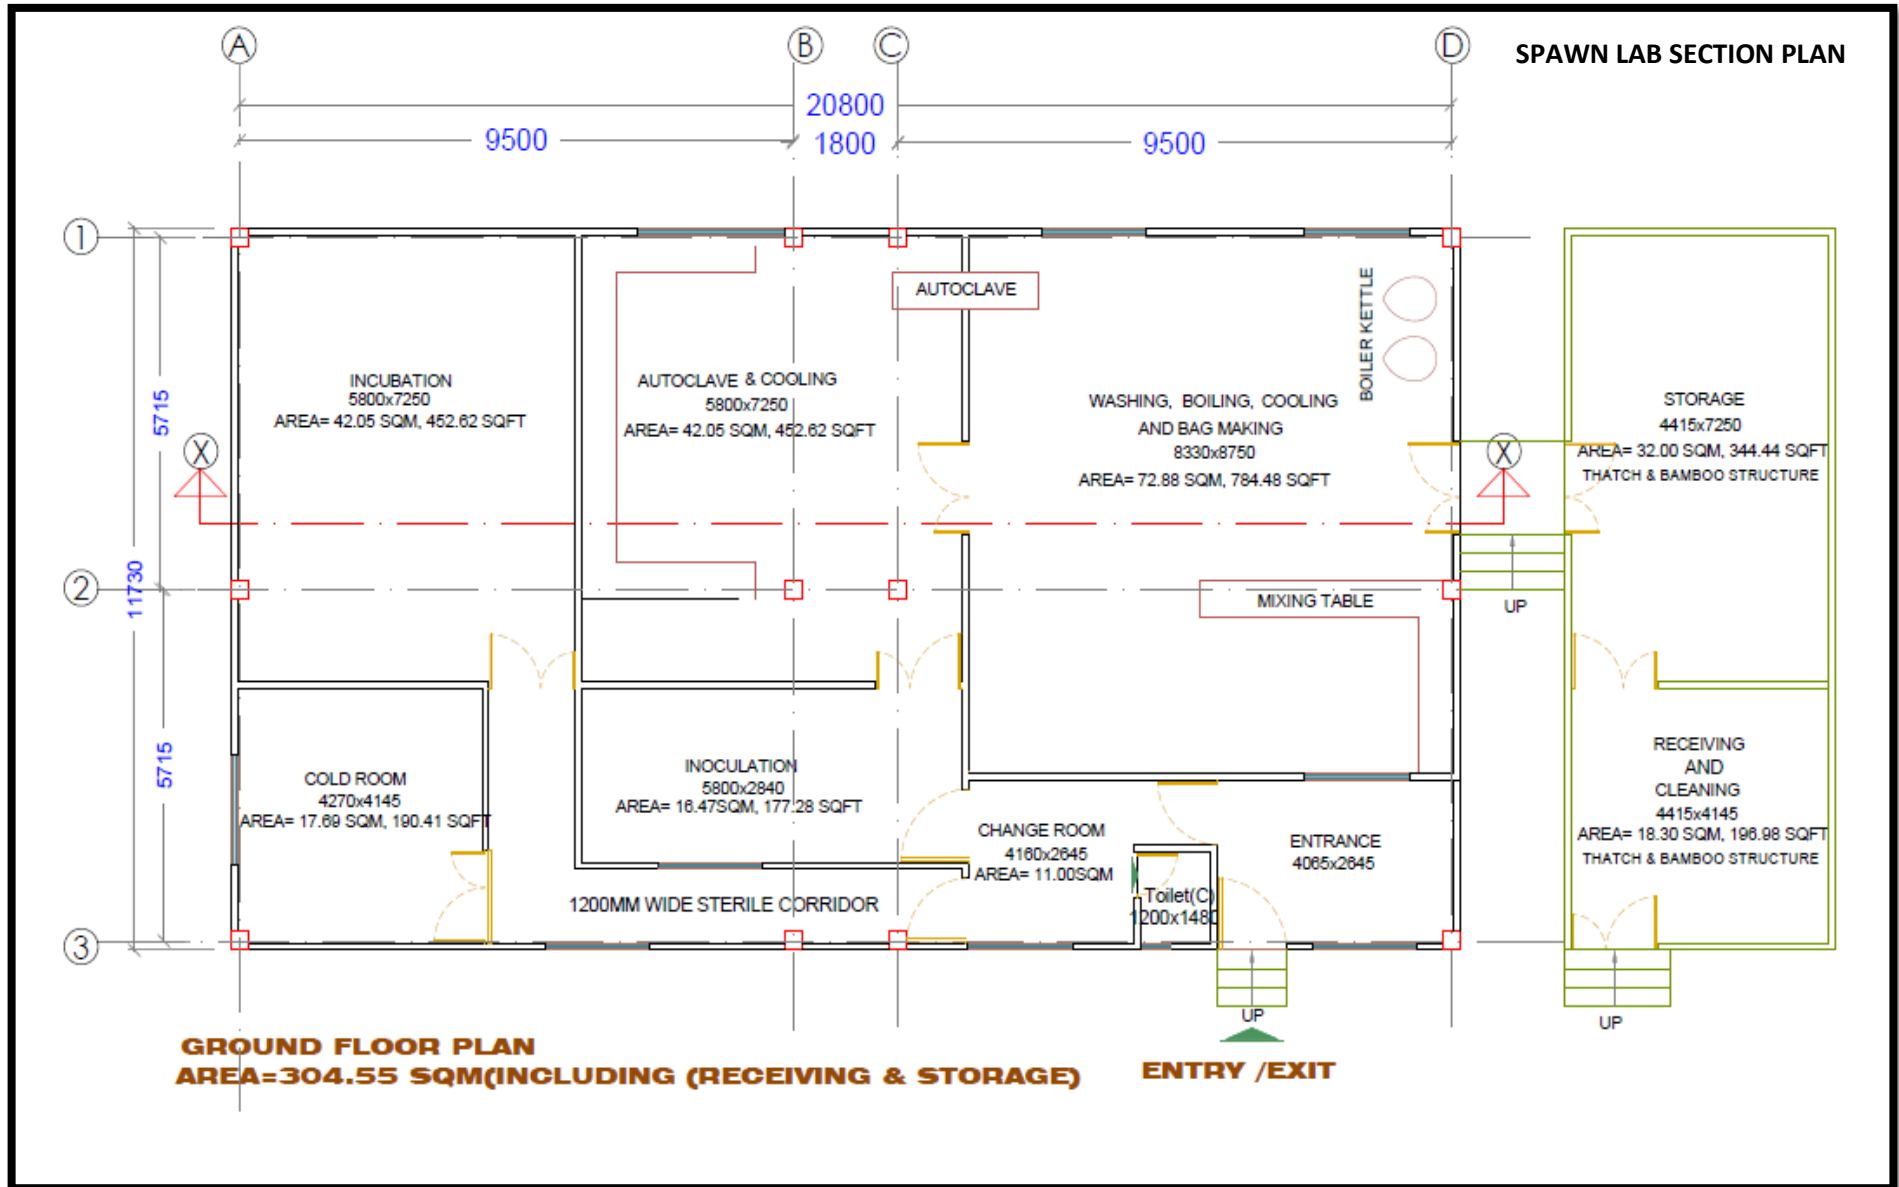 SPAWN LAB SECTION PLAN
A
B
C
D
20800
9500
1800
9500
1
2
3
5715
11730
5715
X
X
INCUBATION
5800x7250
AREA= 42.05 SQM, 452.62 SQFT
AUTOCLAVE & COOLING
5800x7250
AREA= 42.05 SQM, 452.62 SQFT
AUTOCLAVE
WASHING, BOILING, COOLING
AND BAG MAKING
8330x8750
AREA= 72.88 SQM, 784.48 SQFT
BOILER KETTLE
STORAGE
4415x7250
AREA= 32.00 SQM, 344.44 SQFT
THATCH & BAMBOO STRUCTURE
MIXING TABLE
UP
COLD ROOM
4270x4145
AREA= 17.69 SQM, 190.41 SQFT
INOCULATION
5800x2840
AREA= 16.47SQM, 177.28 SQFT
CHANGE ROOM
4160x2645
AREA= 11.00SQM
ENTRANCE
4065x2645
Toilet(C)
1200x1480
1200MM WIDE STERILE CORRIDOR
RECEIVING
AND
CLEANING
4415x4145
AREA= 18.30 SQM, 196.98 SQFT
THATCH & BAMBOO STRUCTURE
UP
UP
GROUND FLOOR PLAN
AREA=304.55 SQM(INCLUDING (RECEIVING & STORAGE)
ENTRY /EXIT